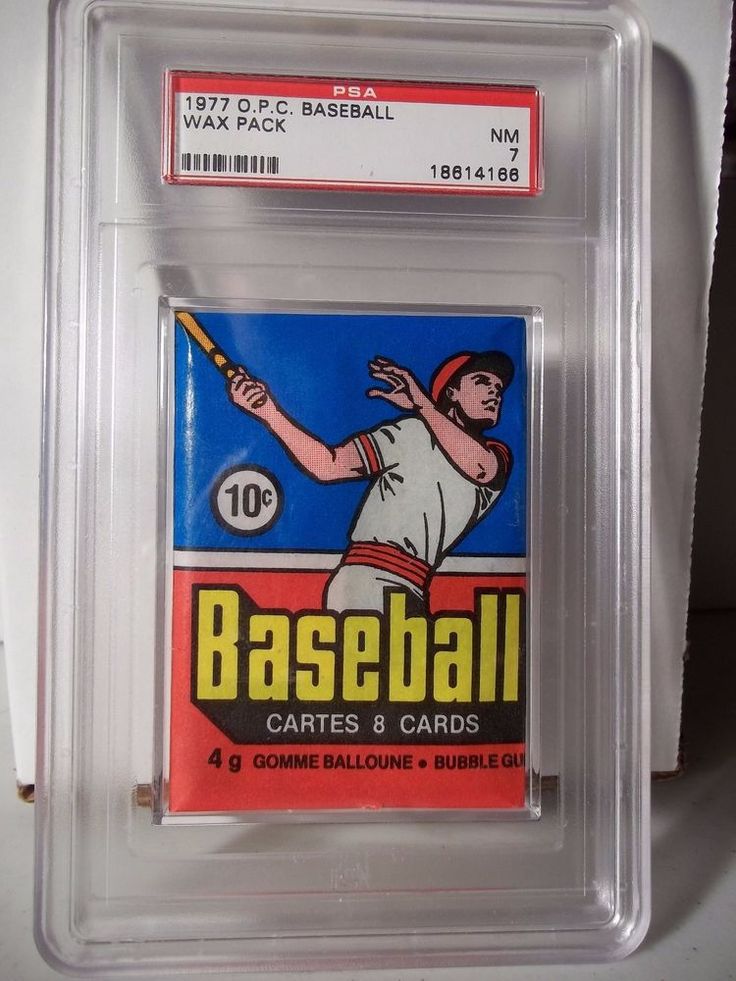 PSA
1977 O.P.C. BASEBALL
WAX PACK
NM
7
18614166
10¢
Baseball
CARTES 8 CARDS
4 g GOMME BALLOUNE • BUBBLE GU